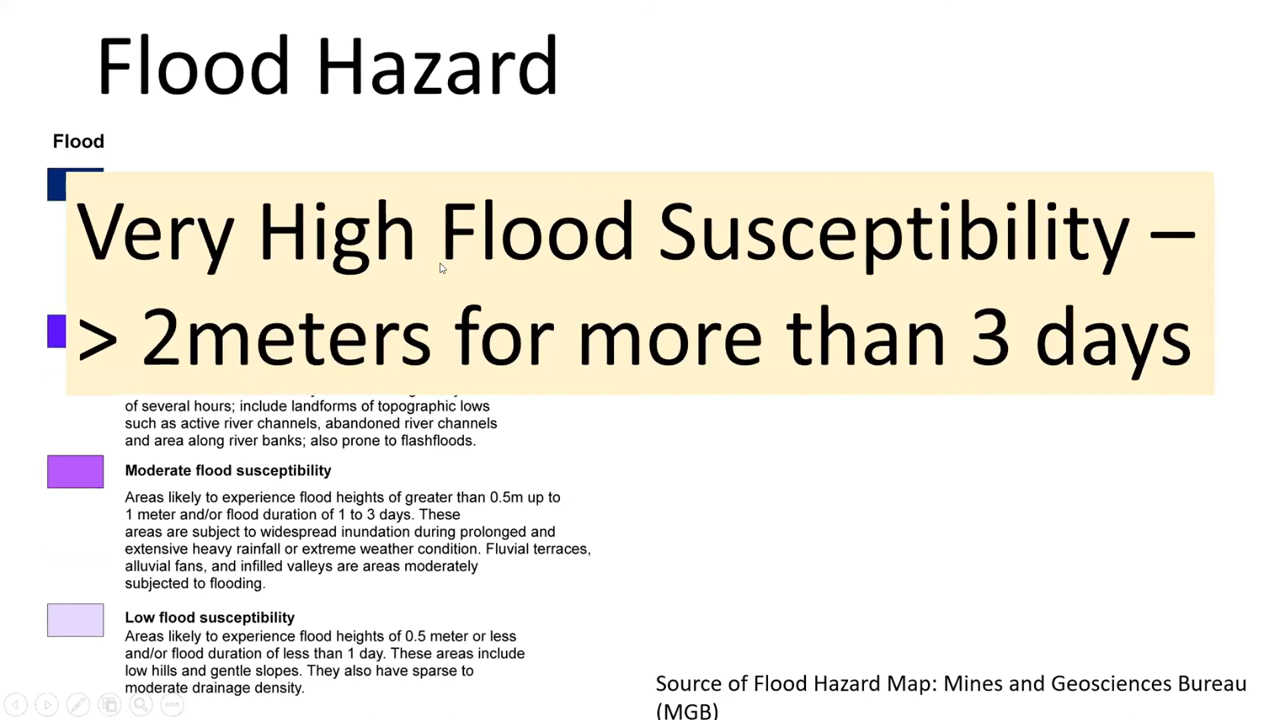 Flood Hazard
Flood
Very High Flood Susceptibility –
> 2meters for more than 3 days
of several hours; include landforms of topographic lows
such as active river channels, abandoned river channels
and area along river banks; also prone to flashfloods.
Moderate flood susceptibility
Areas likely to experience flood heights of greater than 0.5m up to
1 meter and/or flood duration of 1 to 3 days. These
areas are subject to widespread inundation during prolonged and
extensive heavy rainfall or extreme weather condition. Fluvial terraces,
alluvial fans, and infilled valleys are areas moderately
subjected to flooding.
Low flood susceptibility
Areas likely to experience flood heights of 0.5 meter or less
and/or flood duration of less than 1 day. These areas include
low hills and gentle slopes. They also have sparse to
moderate drainage density.
Source of Flood Hazard Map: Mines and Geosciences Bureau
(MGB)